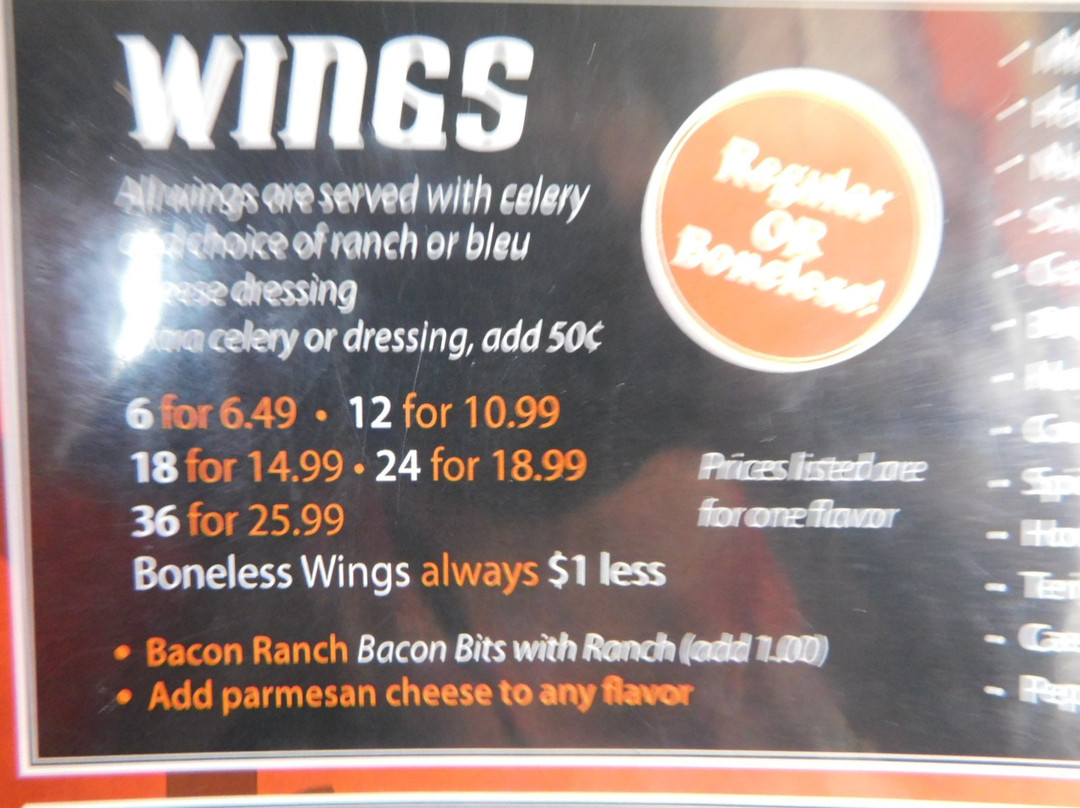 WINGS
All wings are served with celery
and choice of ranch or bleu
cheese dressing
Extra celery or dressing, add 50¢
Regular
OR
Boneless!
6 for 6.49 • 12 for 10.99
18 for 14.99 • 24 for 18.99
36 for 25.99
Boneless Wings always $1 less
Prices listed are
for one flavor
• Bacon Ranch Bacon Bits with Ranch (add 1.00)
• Add parmesan cheese to any flavor